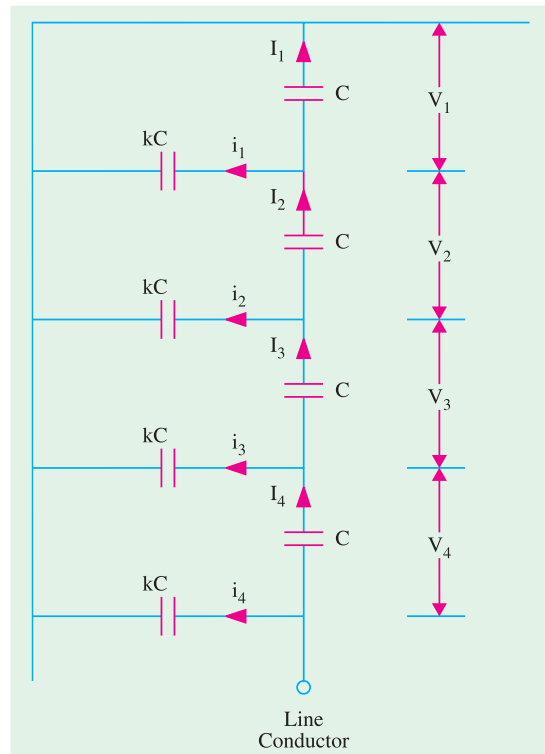 I₁
C
V₁
kC
i₁
I₂
C
V₂
kC
i₂
I₃
C
V₃
kC
i₃
I₄
C
V₄
kC
i₄
Line
Conductor